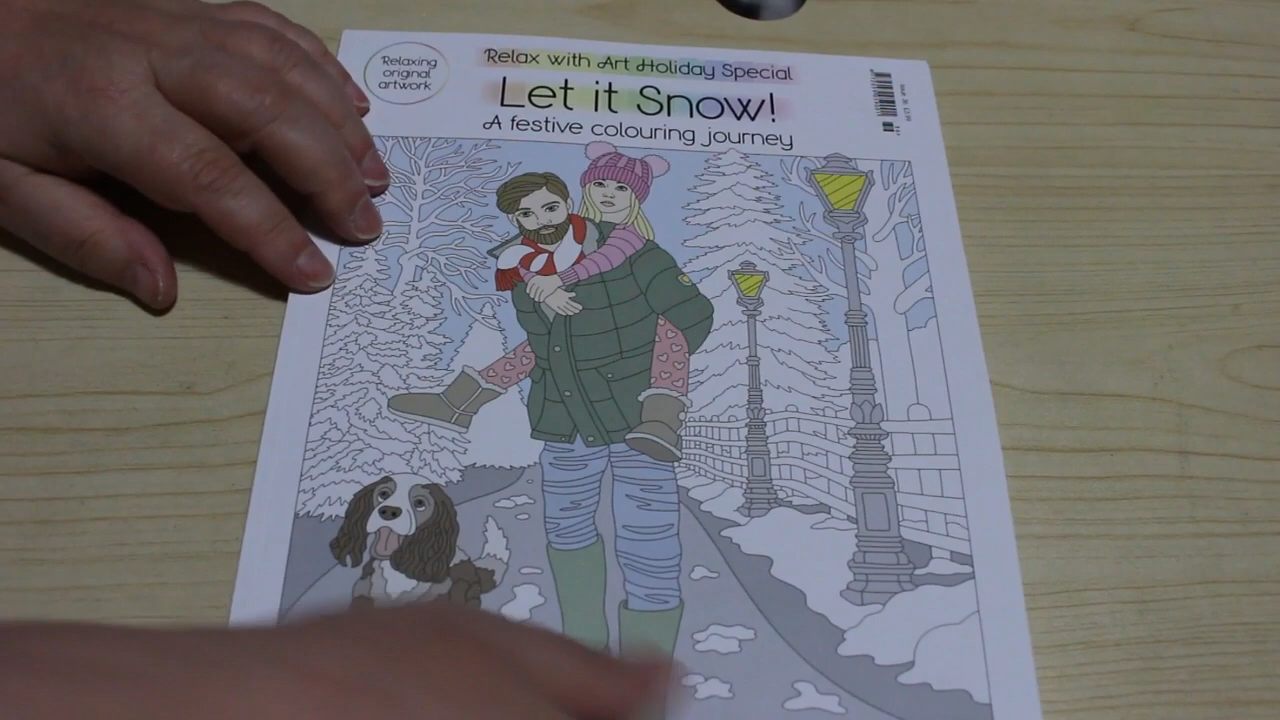 Relaxing
original
artwork
Relax with Art Holiday Special
Let it Snow!
A festive colouring journey